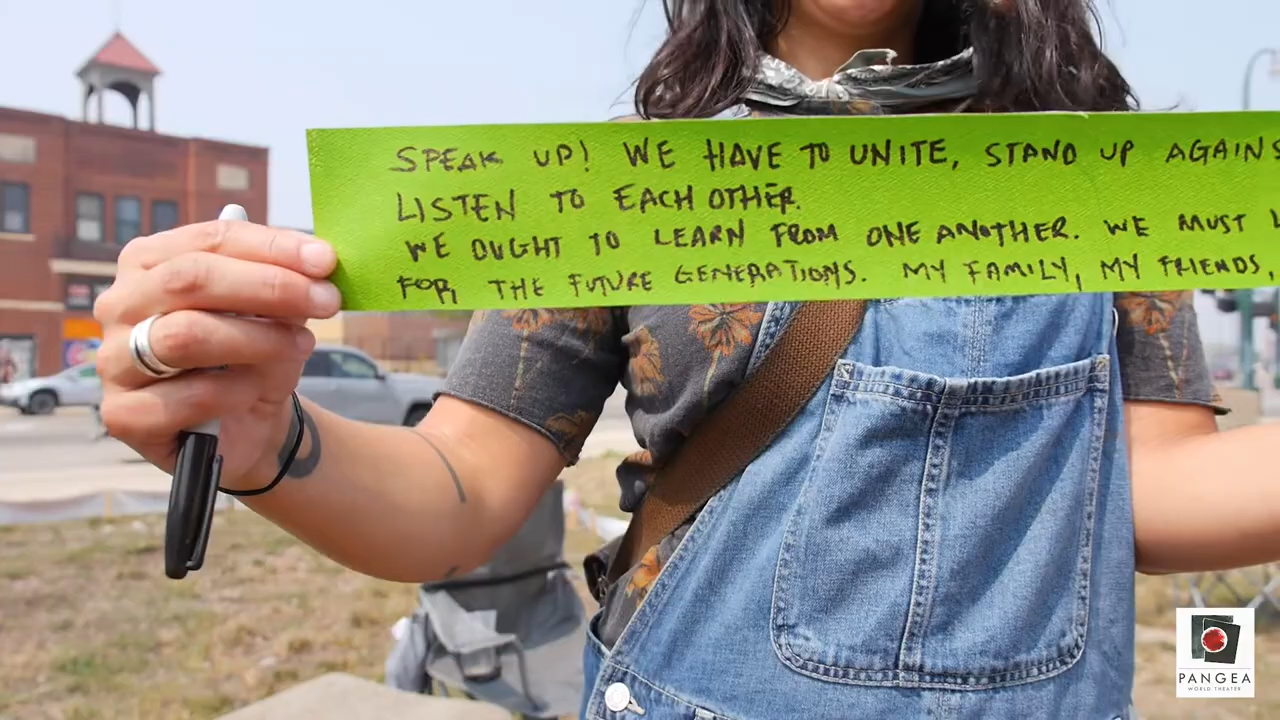 SPEAK UP! WE HAVE TO UNITE, STAND UP AGAINS
LISTEN TO EACH OTHER.
WE OUGHT TO LEARN FROM ONE ANOTHER. WE MUST
FOR THE FUTURE GENERATIONS. MY FAMILY, MY FRIENDS,
PANGEA
WORLD THEATER